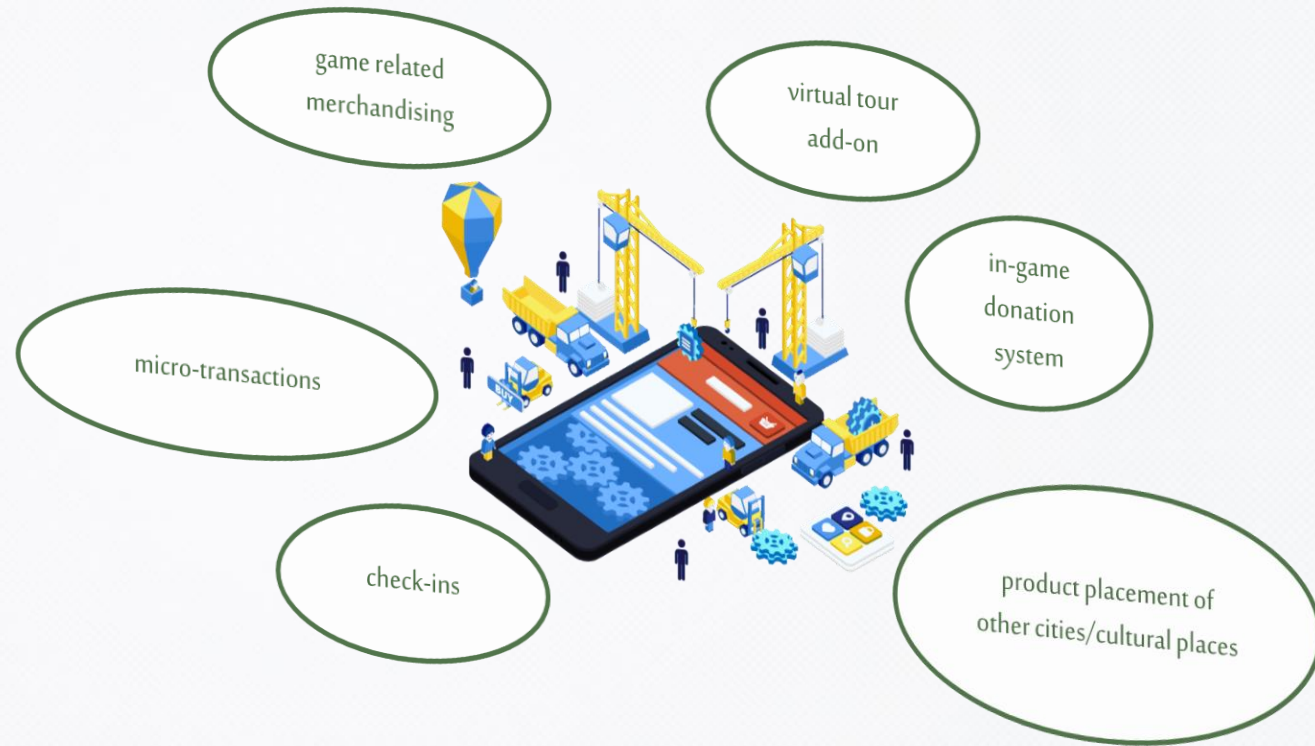 game related
merchandising
virtual tour
add-on
in-game
donation
system
micro-transactions
BUY
check-ins
product placement of
other cities/cultural places